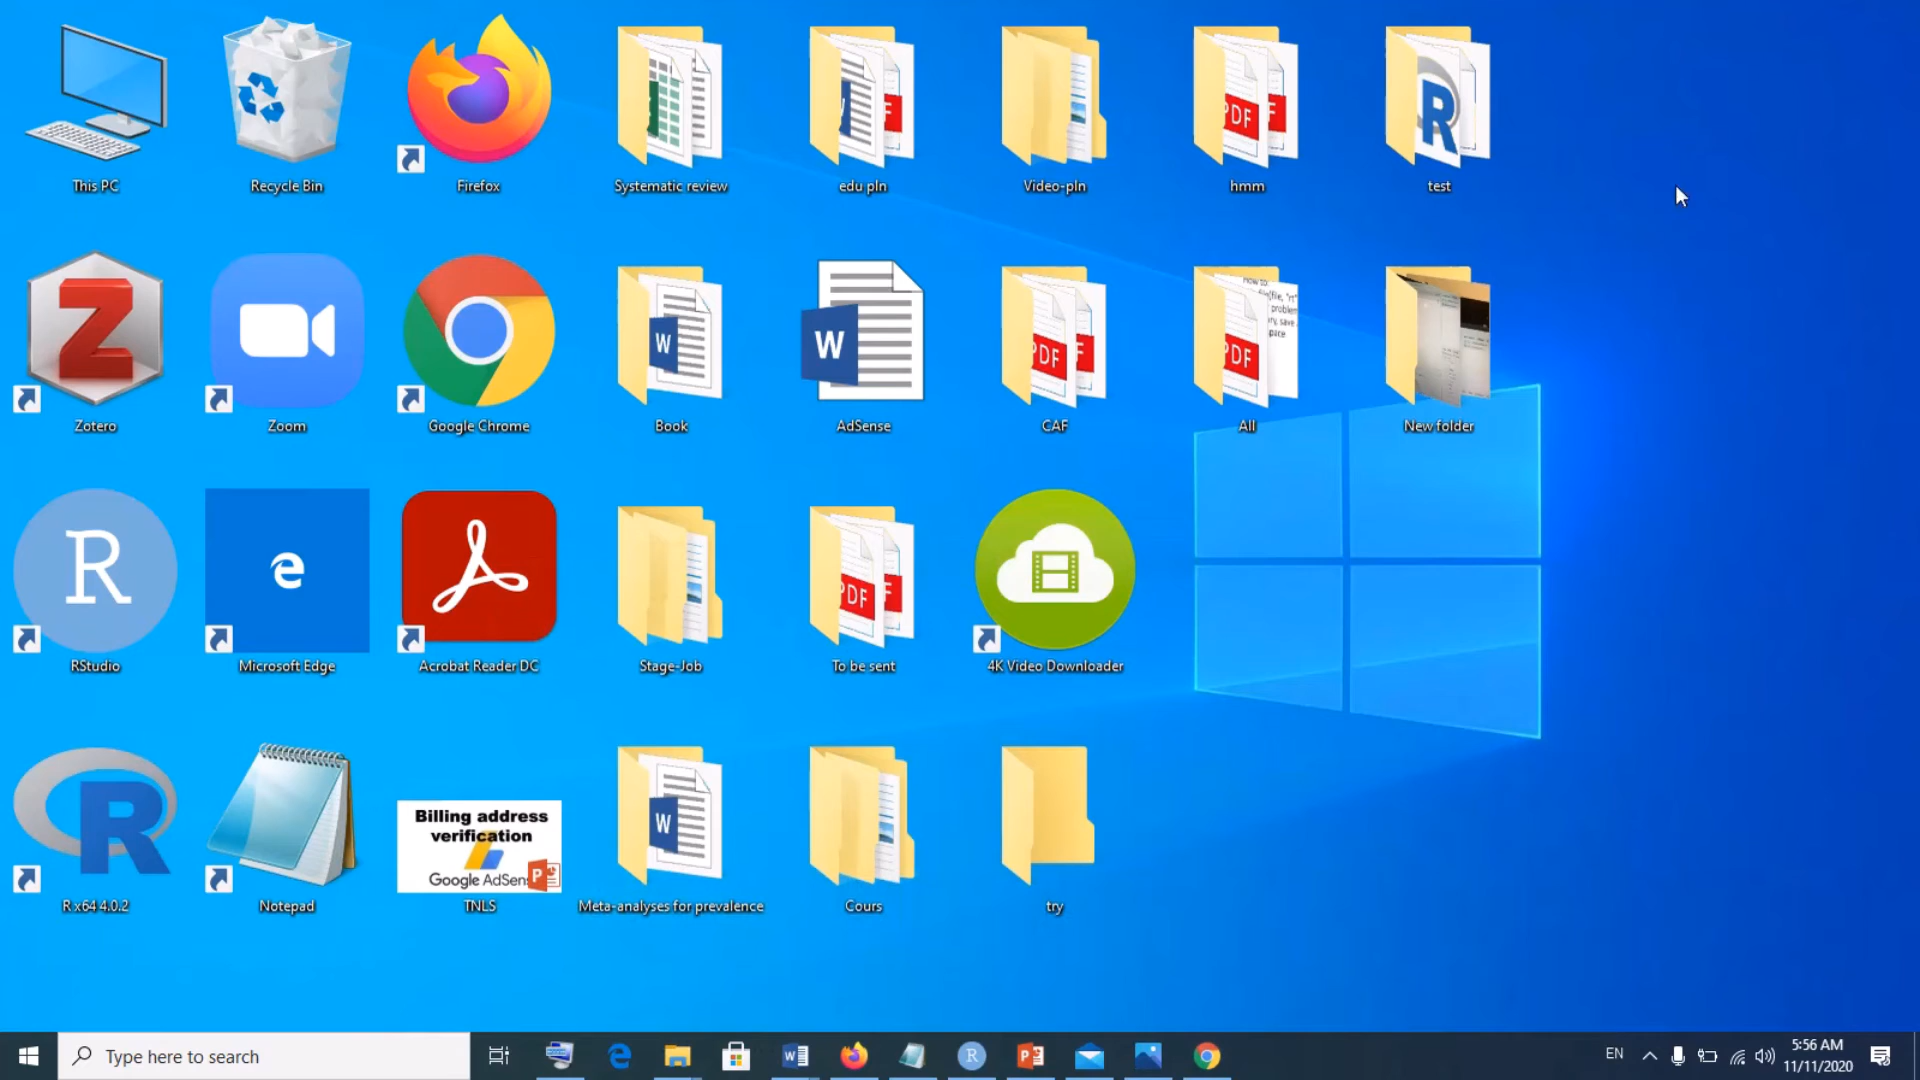 This PC
Recycle Bin
Firefox
Systematic review
edu pln
Video-pln
hmm
test
Zotero
Zoom
Google Chrome
Book
AdSense
CAF
All
New folder
RStudio
Microsoft Edge
Acrobat Reader DC
Stage-Job
To be sent
4K Video Downloader
Billing address
verification
Google AdSens
R x64 4.0.2
Notepad
TNLS
Meta-analyses for prevalence
Cours
try
Type here to search
EN
5:56 AM
11/11/2020